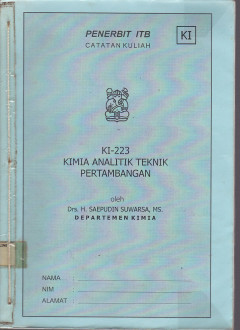 PENERBIT ITB
KI
CATATAN KULIAH
KI-223
KIMIA ANALITIK TEKNIK
PERTAMBANGAN
oleh
Drs. H. SAEPUDIN SUWARSA, MS.
DEPARTEMEN KIMIA
NAMA
NIM
ALAMAT